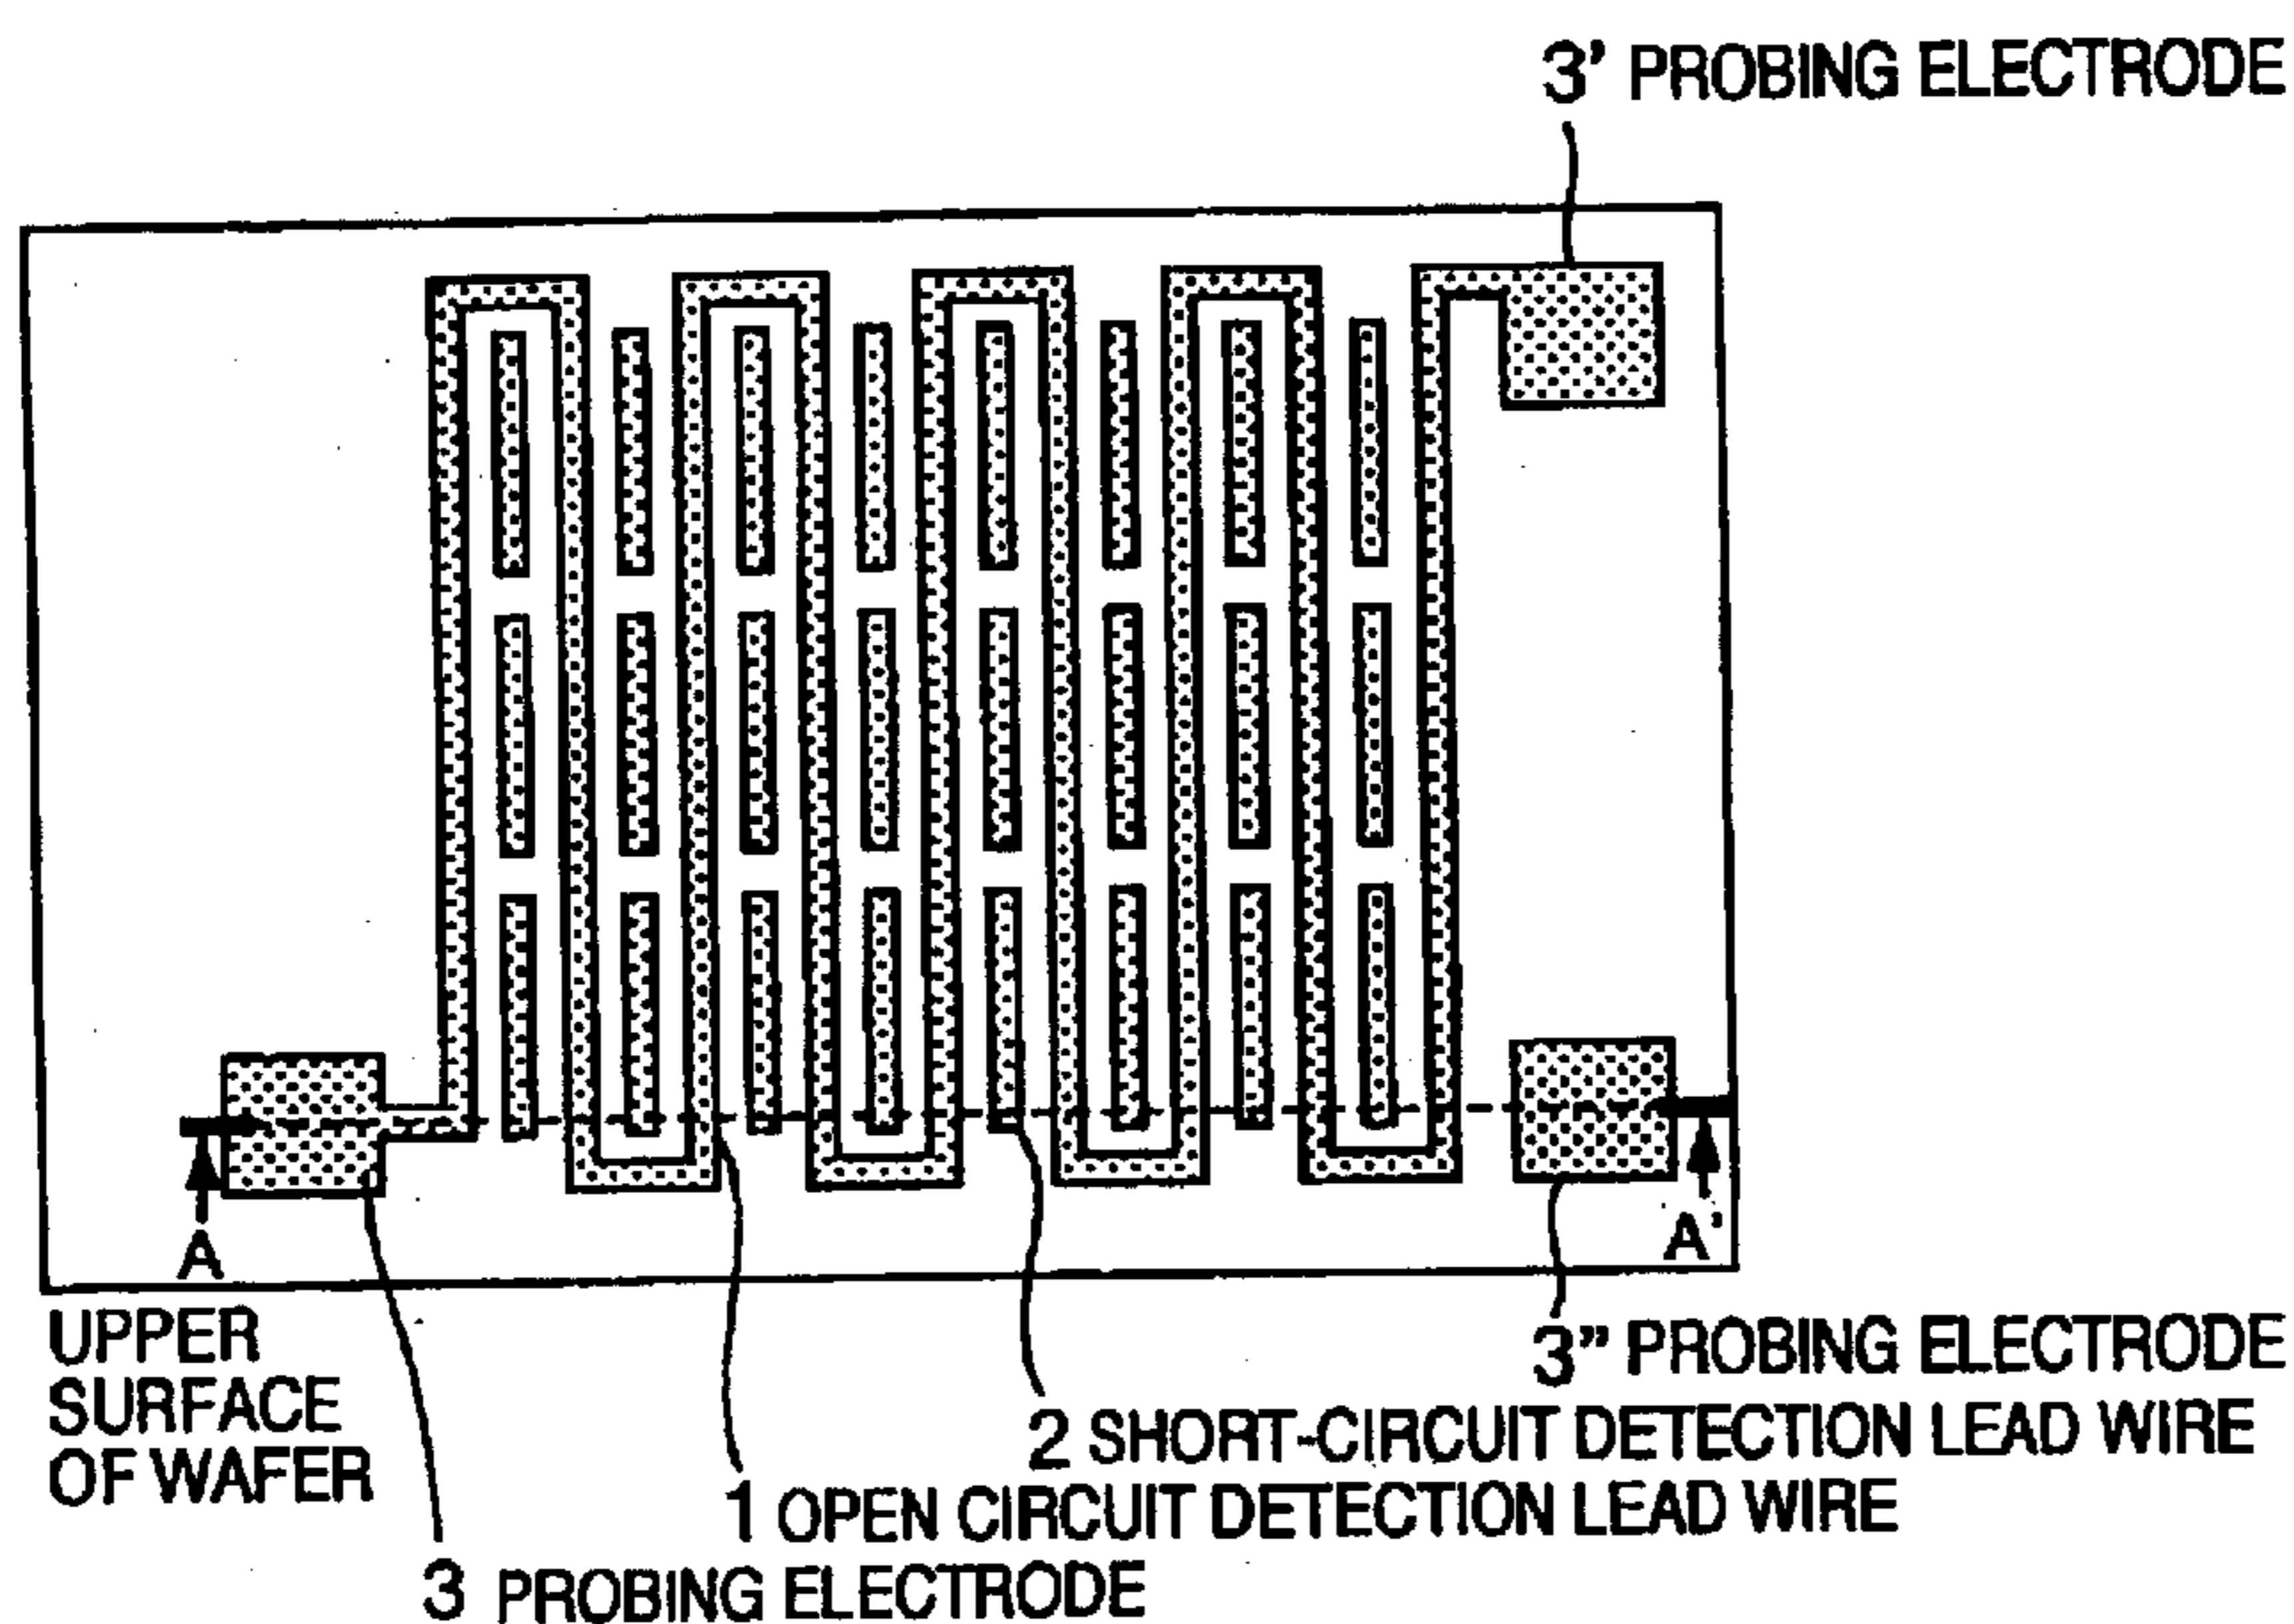 3' PROBING ELECTRODE
A
A'
UPPER
SURFACE
OF WAFER
3" PROBING ELECTRODE
2 SHORT-CIRCUIT DETECTION LEAD WIRE
1 OPEN CIRCUIT DETECTION LEAD WIRE
3 PROBING ELECTRODE